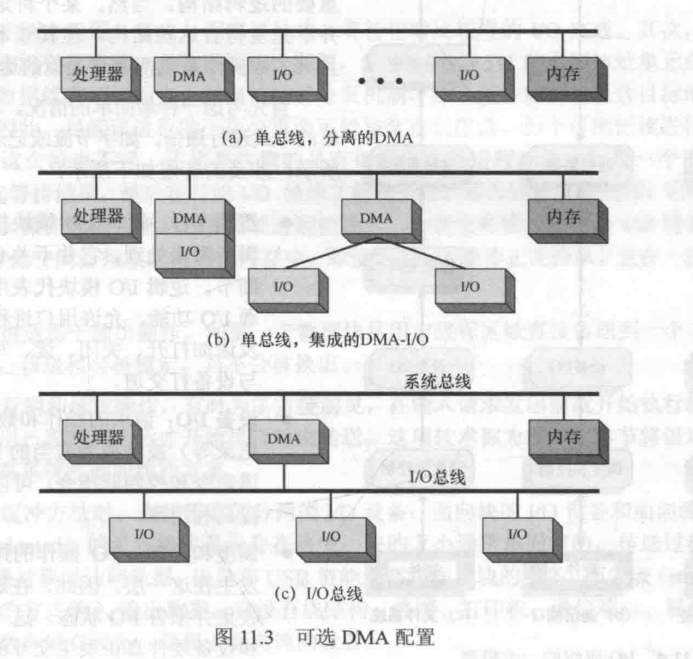 处理器 DMA I/O ••• I/O 内存
(a) 单总线，分离的DMA
处理器 DMA DMA 内存
I/O
I/O I/O
(b) 单总线，集成的DMA-I/O
系统总线
处理器 DMA 内存
I/O总线
I/O I/O I/O
(c) I/O总线
图 11.3 可选 DMA 配置